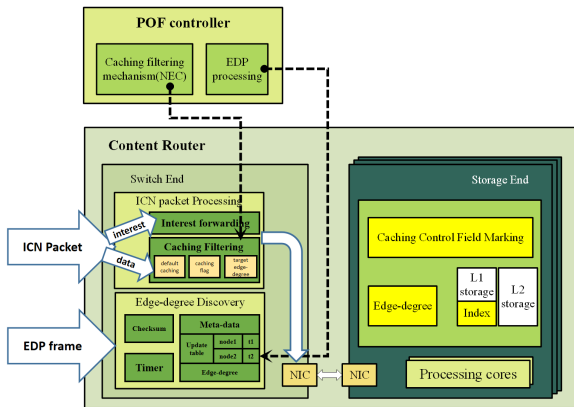 POF controller
Caching filtering
mechanism(NEC)
EDP
processing
Content Router
Switch End
Storage End
ICN packet Processing
Interest forwarding
Caching Filtering
default
caching
caching
flag
target
edge-
degree
interest
data
ICN Packet
EDP frame
Edge-degree Discovery
Checksum
Timer
Meta-data
Update
table
node1
t1
node2
t2
Edge-degree
NIC
NIC
Caching Control Field Marking
Edge-degree
L1
storage
Index
L2
storage
Processing cores